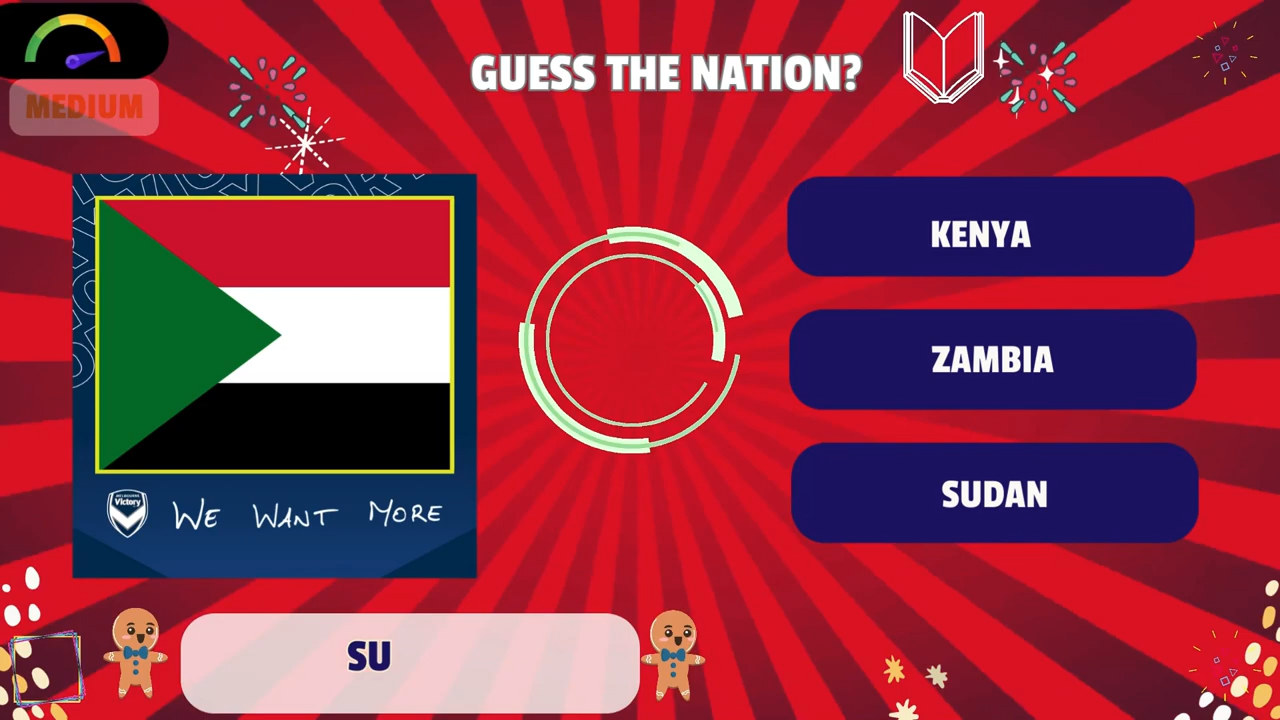 GUESS THE NATION?
MEDIUM
KENYA
ZAMBIA
SUDAN
Victory
WE WANT MORE
SU